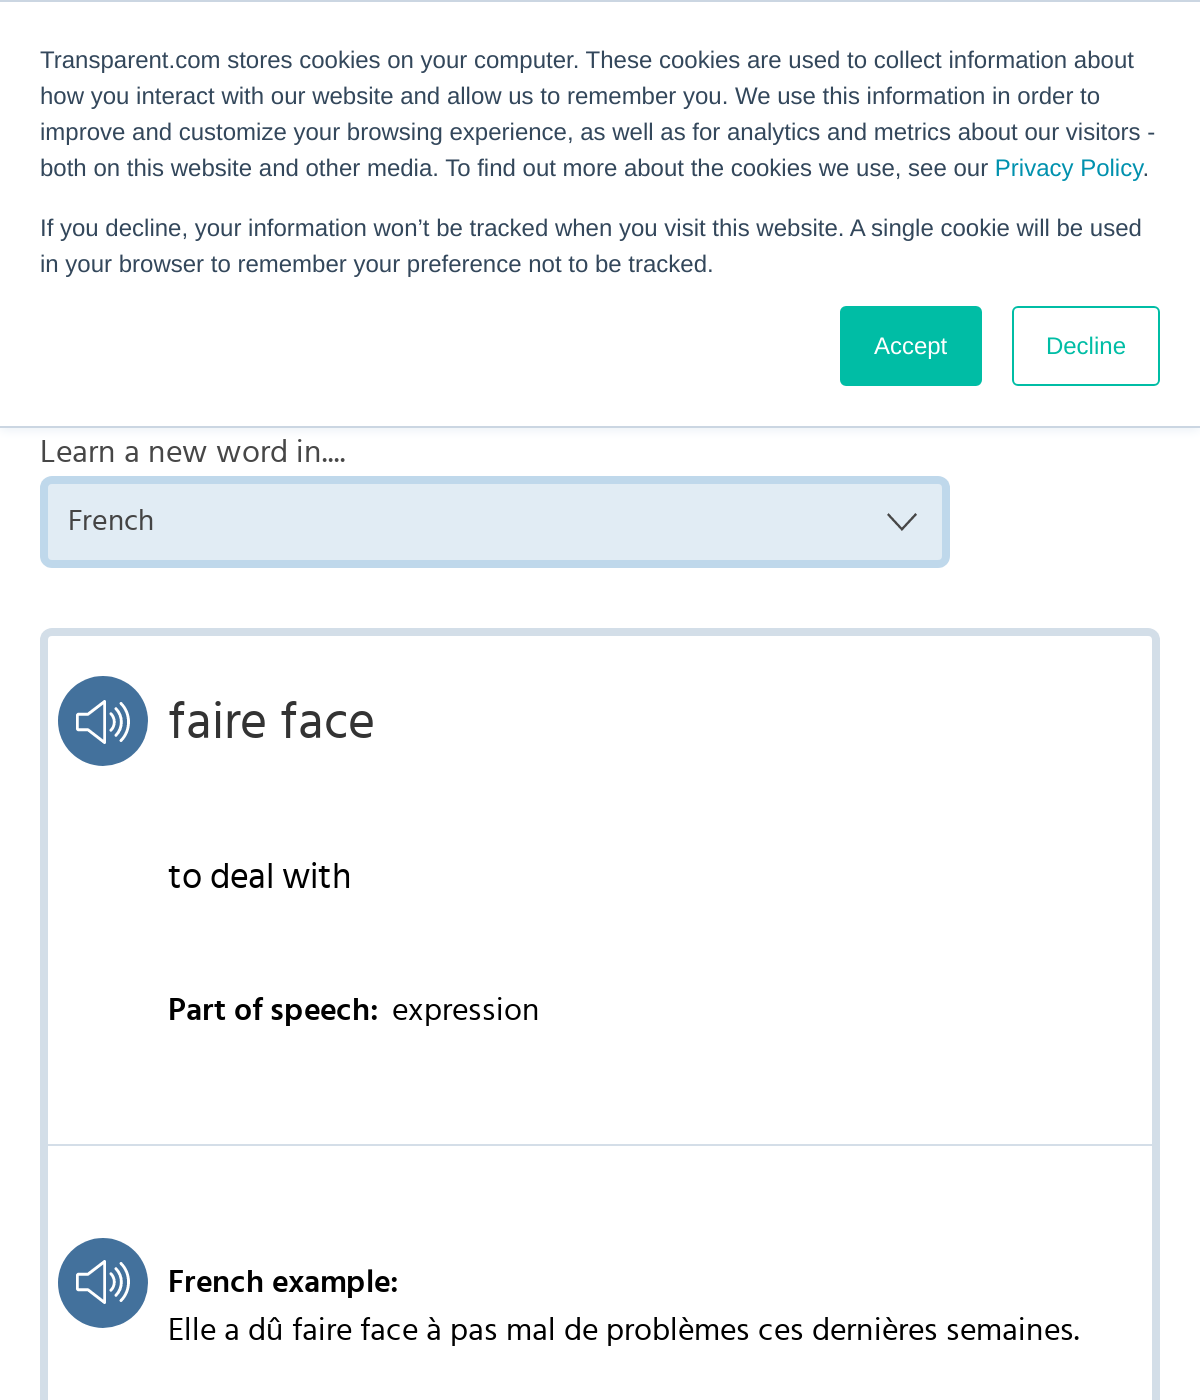 Transparent.com stores cookies on your computer. These cookies are used to collect information about
how you interact with our website and allow us to remember you. We use this information in order to
improve and customize your browsing experience, as well as for analytics and metrics about our visitors -
both on this website and other media. To find out more about the cookies we use, see our Privacy Policy.
If you decline, your information won’t be tracked when you visit this website. A single cookie will be used
in your browser to remember your preference not to be tracked.
Accept Decline
Learn a new word in....
French
faire face
to deal with
Part of speech: expression
French example:
Elle a dû faire face à pas mal de problèmes ces dernières semaines.